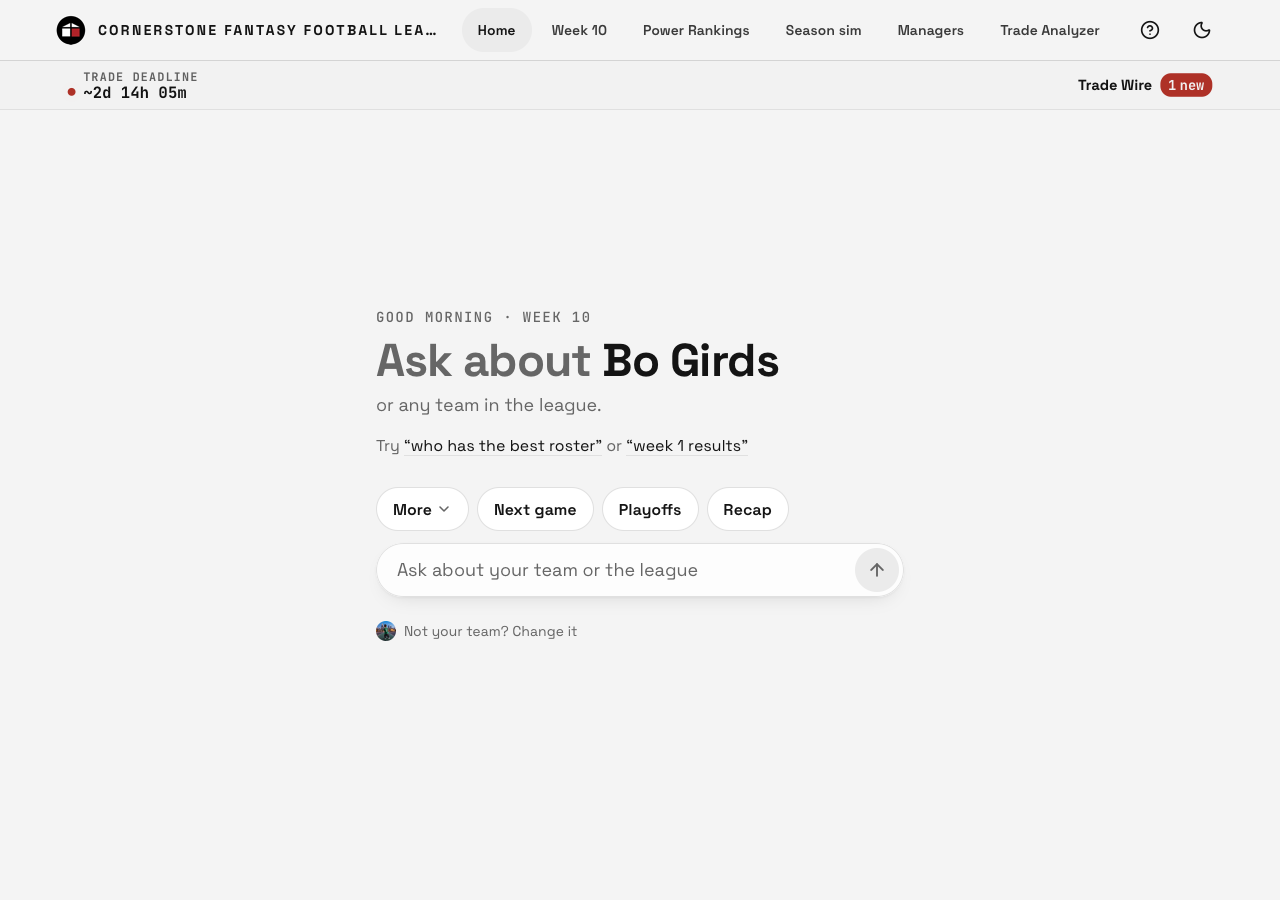 CORNERSTONE FANTASY FOOTBALL LEA…
Home
Week 10
Power Rankings
Season sim
Managers
Trade Analyzer
TRADE DEADLINE
~2d 14h 05m
Trade Wire
1 new
GOOD MORNING · WEEK 10
Ask about Bo Girds
or any team in the league.
Try “who has the best roster” or “week 1 results”
More
Next game
Playoffs
Recap
Ask about your team or the league
Not your team? Change it